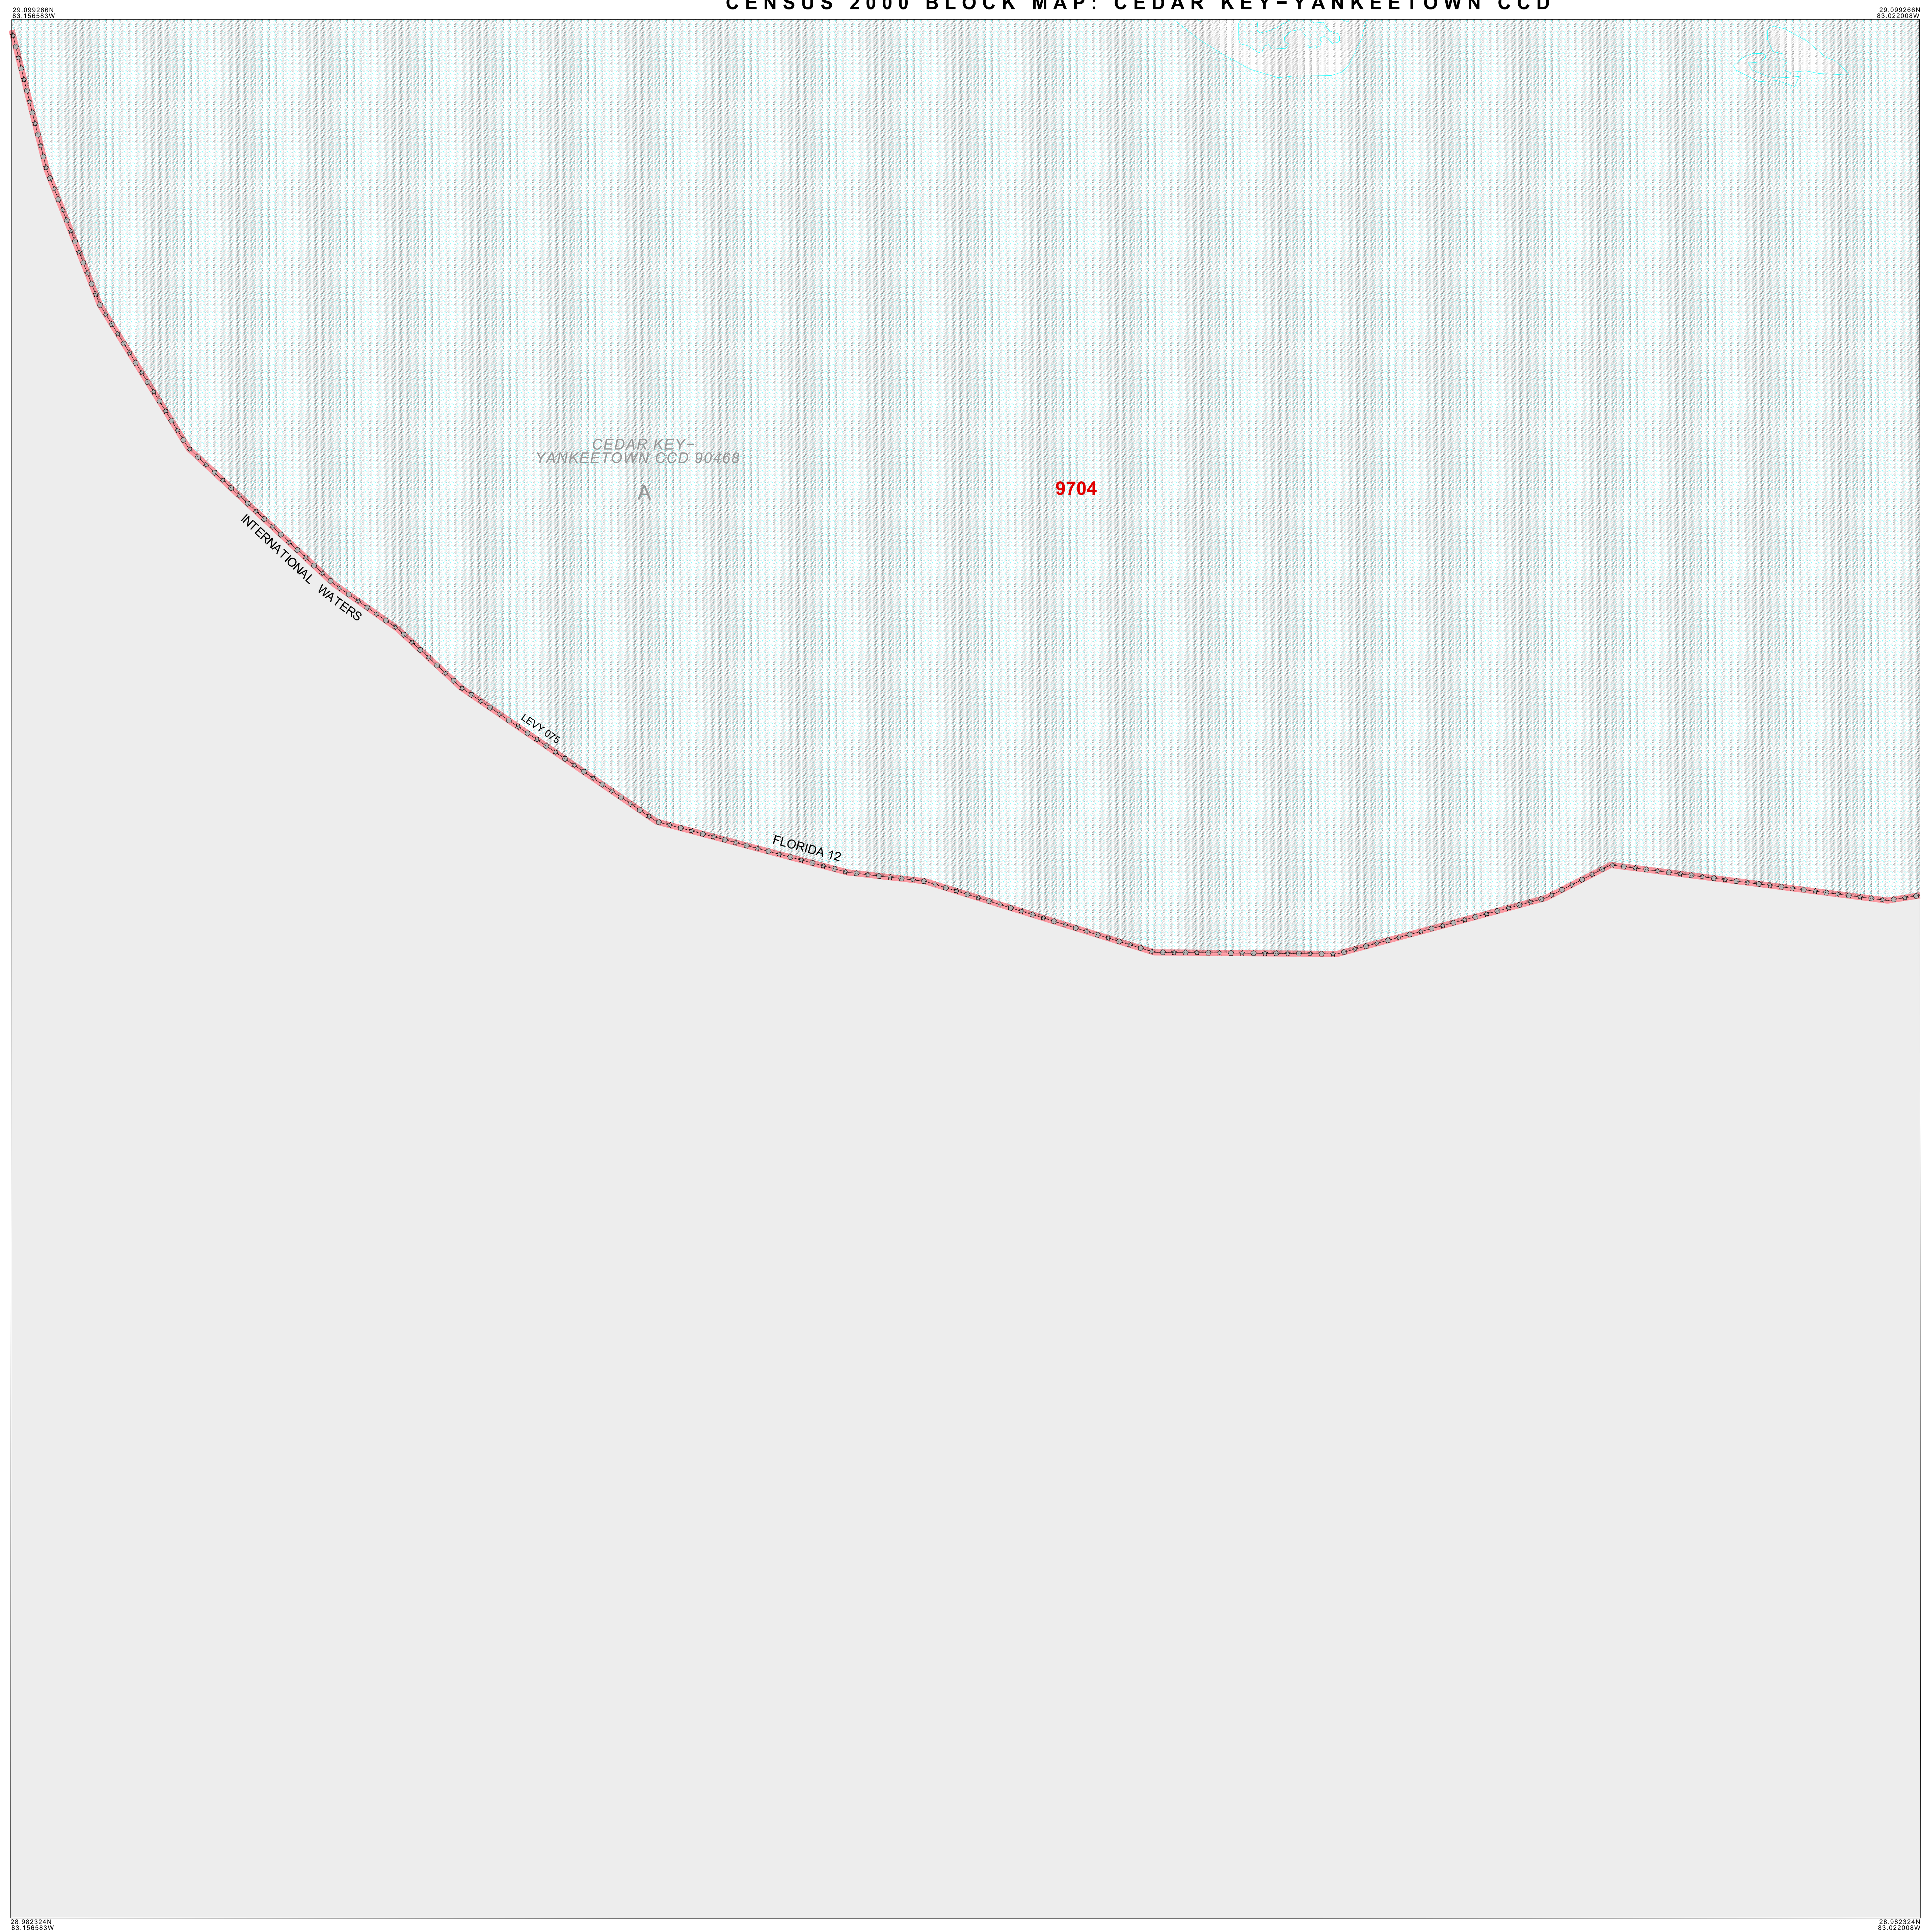 CENSUS 2000 BLOCK MAP: CEDAR KEY−YANKEETOWN CCD
29.099266N
83.156583W
29.099266N
83.022008W
CEDAR KEY−
YANKEETOWN CCD 90468
A
9704
INTERNATIONAL WATERS
LEVY 075
FLORIDA 12
28.982324N
83.156583W
28.982324N
83.022008W